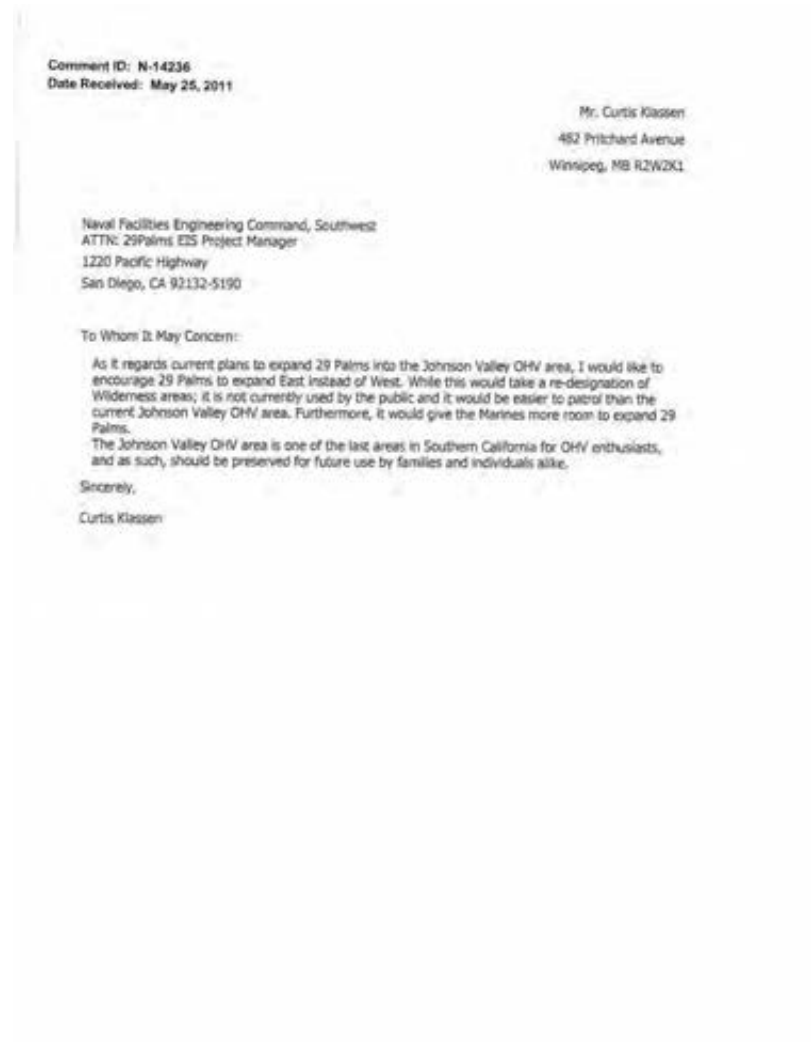 Comment ID: N-14236
Date Received: May 25, 2011
Mr. Curtis Klassen
482 Pritchard Avenue
Winnipeg, MB R2W2K1
Naval Facilities Engineering Command, Southwest
ATTN: 29Palms EIS Project Manager
1220 Pacific Highway
San Diego, CA 92132-5190
To Whom It May Concern:
As it regards current plans to expand 29 Palms into the Johnson Valley OHV area, I would like to
encourage 29 Palms to expand East instead of West. While this would take a re-designation of
Wilderness areas; it is not currently used by the public and it would be easier to patrol than the
current Johnson Valley OHV area. Furthermore, it would give the Marines more room to expand 29
Palms.
The Johnson Valley OHV area is one of the last areas in Southern California for OHV enthusiasts,
and as such, should be preserved for future use by families and individuals alike.
Sincerely,
Curtis Klassen